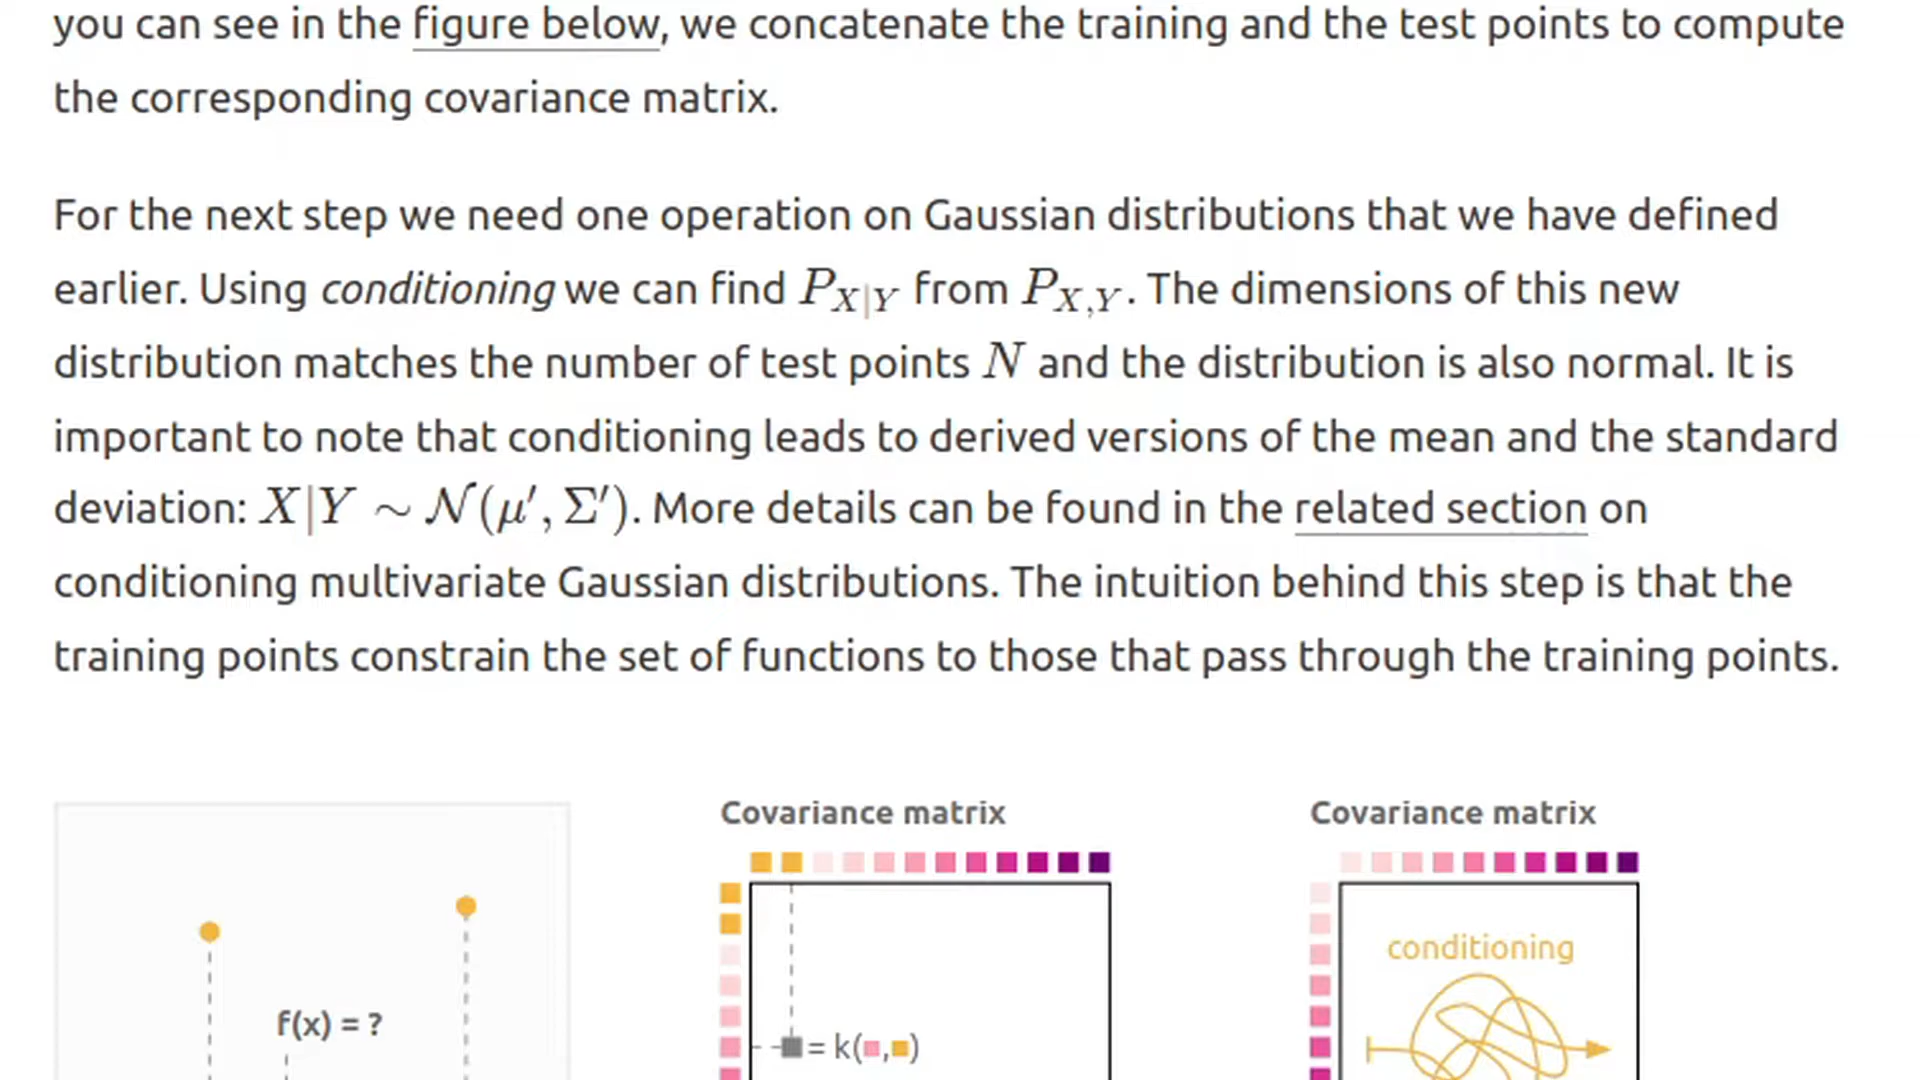 you can see in the figure below, we concatenate the training and the test points to compute
the corresponding covariance matrix.
For the next step we need one operation on Gaussian distributions that we have defined
earlier. Using conditioning we can find P_{X|Y} from P_{X,Y}. The dimensions of this new
distribution matches the number of test points N and the distribution is also normal. It is
important to note that conditioning leads to derived versions of the mean and the standard
deviation: X|Y ∼ 𝒩(μ′, Σ′). More details can be found in the related section on
conditioning multivariate Gaussian distributions. The intuition behind this step is that the
training points constrain the set of functions to those that pass through the training points.
f(x) = ?
Covariance matrix
= k(■,■)
Covariance matrix
conditioning